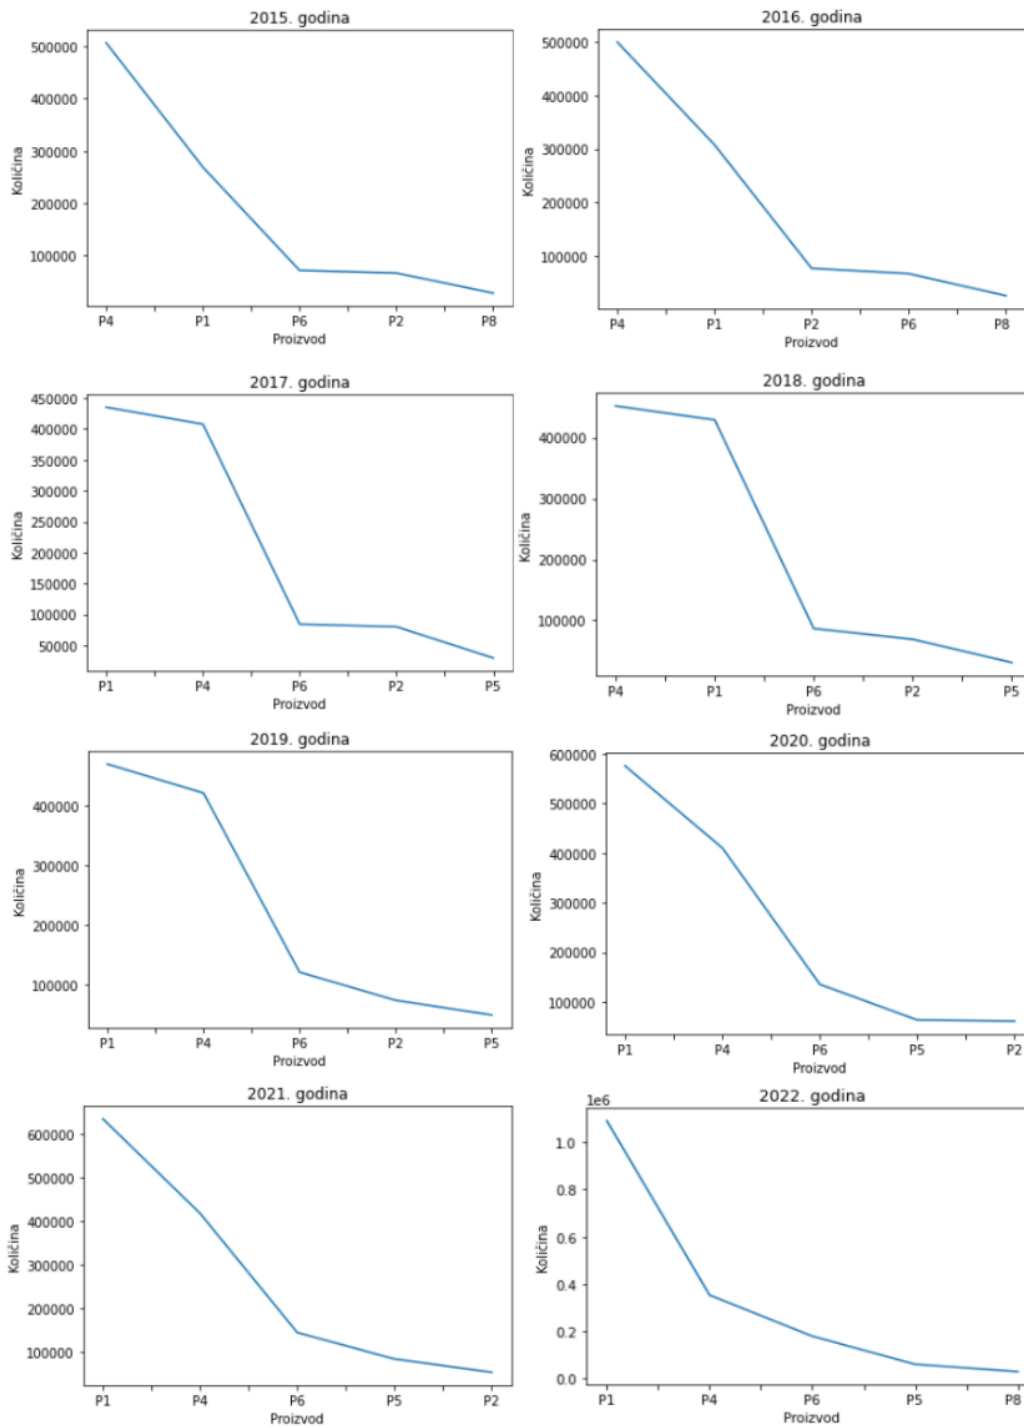 2015. godina
500000
400000
300000
200000
100000
Količina
P4 P1 P6 P2 P8
Proizvod
2016. godina
500000
400000
300000
200000
100000
Količina
P4 P1 P2 P6 P8
Proizvod
2017. godina
450000
400000
350000
300000
250000
200000
150000
100000
50000
Količina
P1 P4 P6 P2 P5
Proizvod
2018. godina
400000
300000
200000
100000
Količina
P4 P1 P6 P2 P5
Proizvod
2019. godina
400000
300000
200000
100000
Količina
P1 P4 P6 P2 P5
Proizvod
2020. godina
600000
500000
400000
300000
200000
100000
Količina
P1 P4 P6 P5 P2
Proizvod
2021. godina
600000
500000
400000
300000
200000
100000
Količina
P1 P4 P6 P5 P2
Proizvod
2022. godina
1e6
1.0
0.8
0.6
0.4
0.2
0.0
Količina
P1 P4 P6 P5 P8
Proizvod